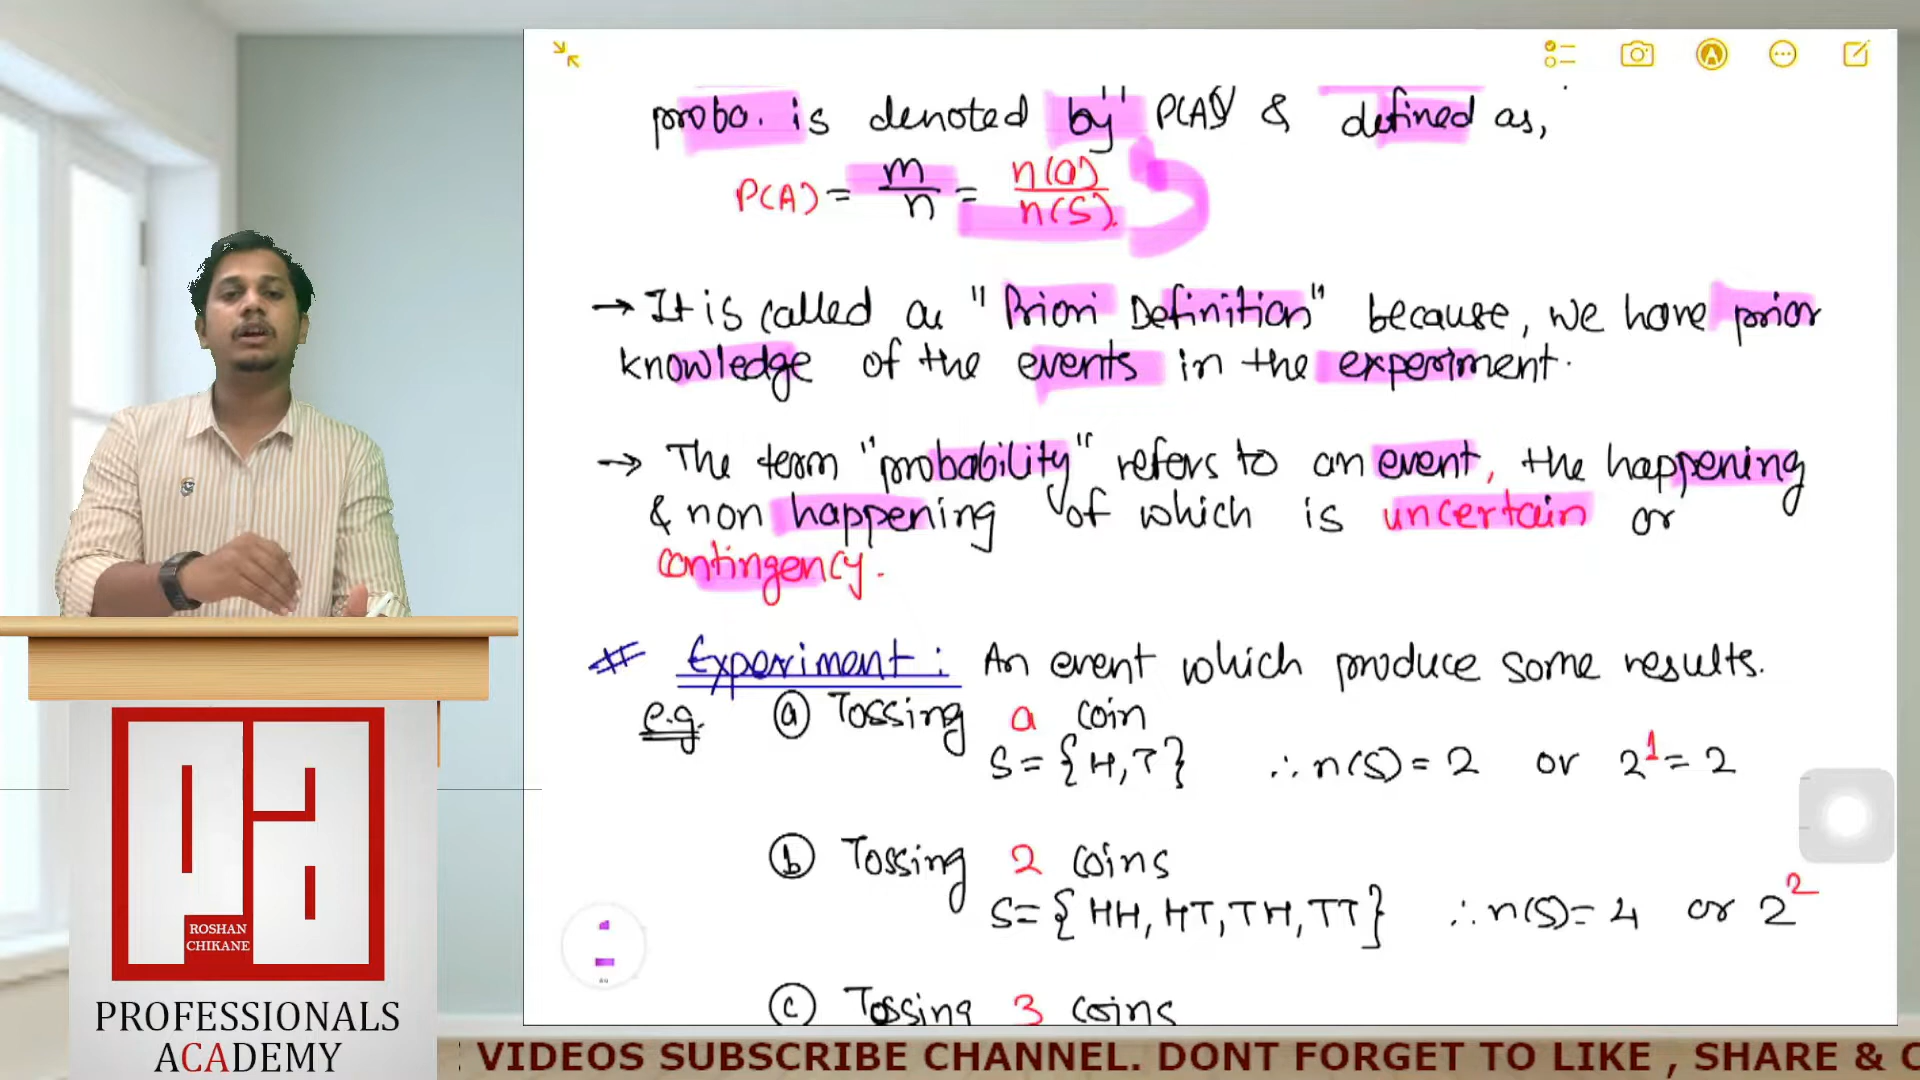 probo. is denoted by" P(A) & defined as,
P(A) = m/n = n(a)/n(S).
→ It is called as "Priori Definition" because, we have prior
knowledge of the events in the experiment.
→ The term "probability" refers to an event, the happening
& non happening of which is uncertain or
contingency.
# Experiment : An event which produce some results.
e.g. (a) Tossing a coin
S = {H,T} ∴ n(S) = 2 or 2¹ = 2
(b) Tossing 2 coins
S = {HH, HT, TH, TT} ∴ n(S) = 4 or 2²
(c) Tossing 3 coins
pa
ROSHAN
CHIKANE
PROFESSIONALS
ACADEMY
: VIDEOS SUBSCRIBE CHANNEL. DONT FORGET TO LIKE , SHARE & C